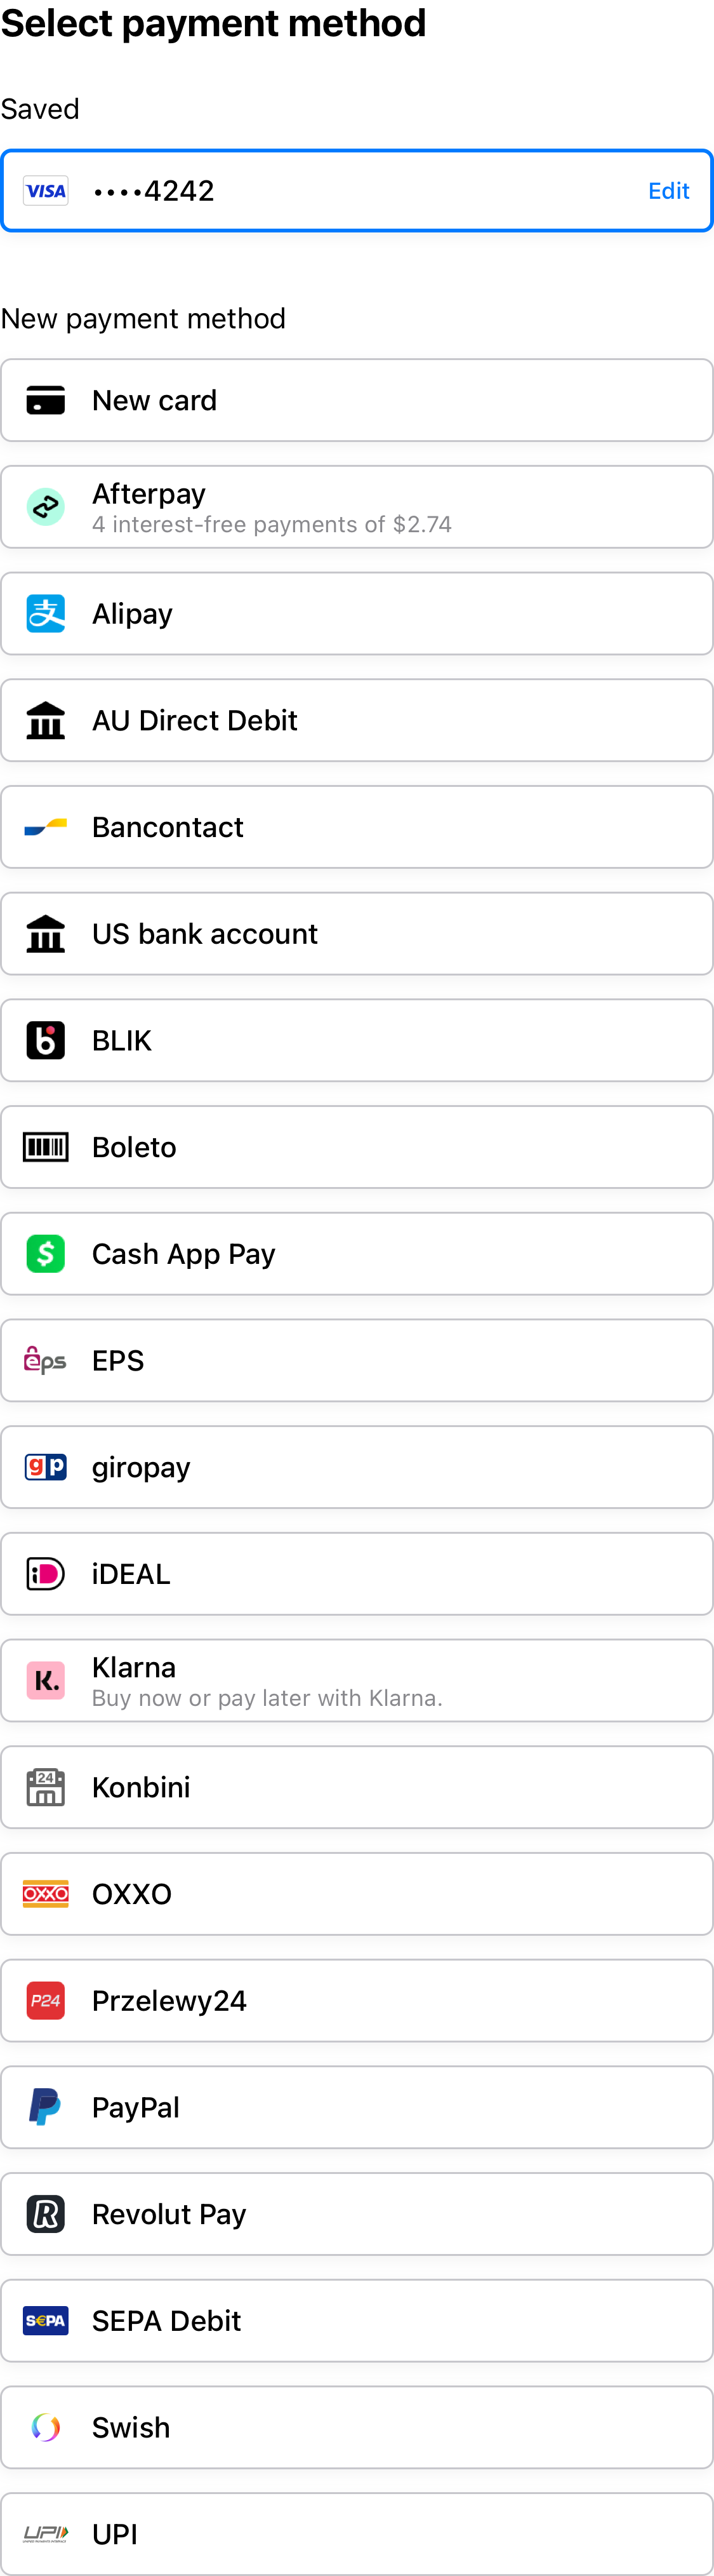 Select payment method
Saved
VISA ····4242 Edit
New payment method
New card
Afterpay
4 interest-free payments of $2.74
支 Alipay
AU Direct Debit
Bancontact
US bank account
b BLIK
Boleto
$ Cash App Pay
eps EPS
gp giropay
iD iDEAL
Klarna
K.
Buy now or pay later with Klarna.
24 Konbini
OXXO OXXO
P24 Przelewy24
P PayPal
R Revolut Pay
S€PA SEPA Debit
Swish
UPI UPI